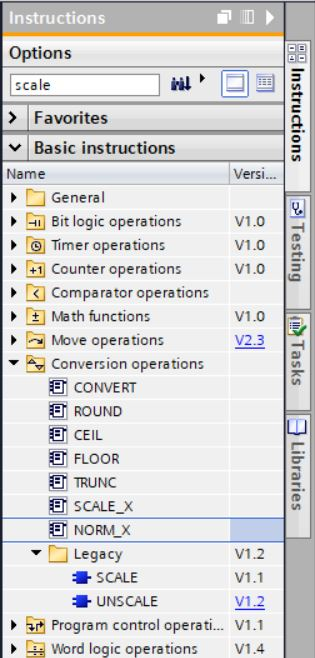 Instructions
Options
scale
Favorites
Basic instructions
Name Versi...
General
Bit logic operations V1.0
Timer operations V1.0
Counter operations V1.0
Comparator operations
Math functions V1.0
Move operations V2.3
Conversion operations
CONVERT
ROUND
CEIL
FLOOR
TRUNC
SCALE_X
NORM_X
Legacy V1.2
SCALE V1.1
UNSCALE V1.2
Program control operati... V1.1
Word logic operations V1.4
Instructions
Testing
Tasks
Libraries